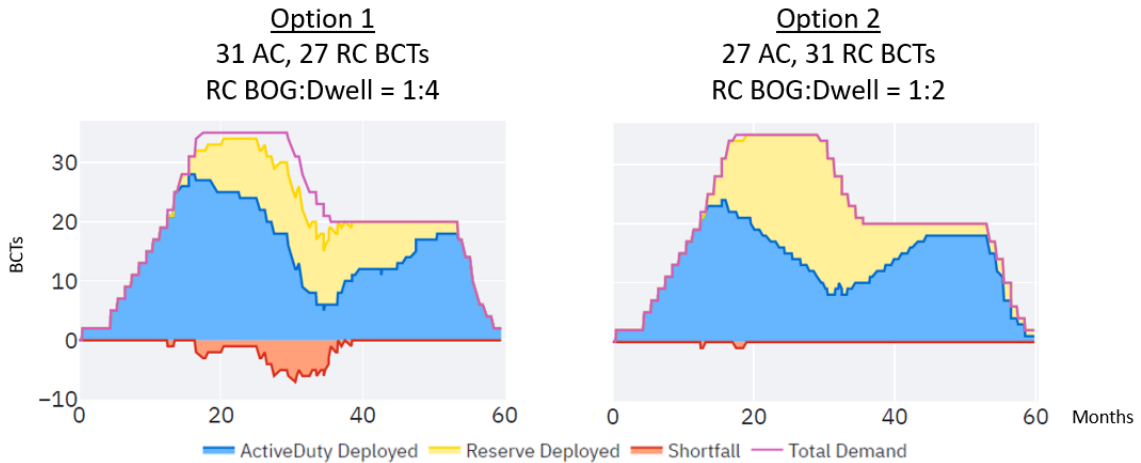 Option 1
31 AC, 27 RC BCTs
RC BOG:Dwell = 1:4
Option 2
27 AC, 31 RC BCTs
RC BOG:Dwell = 1:2
BCTs
30
20
10
0
−10
0 20 40 60
0 20 40 60
Months
ActiveDuty Deployed Reserve Deployed Shortfall Total Demand